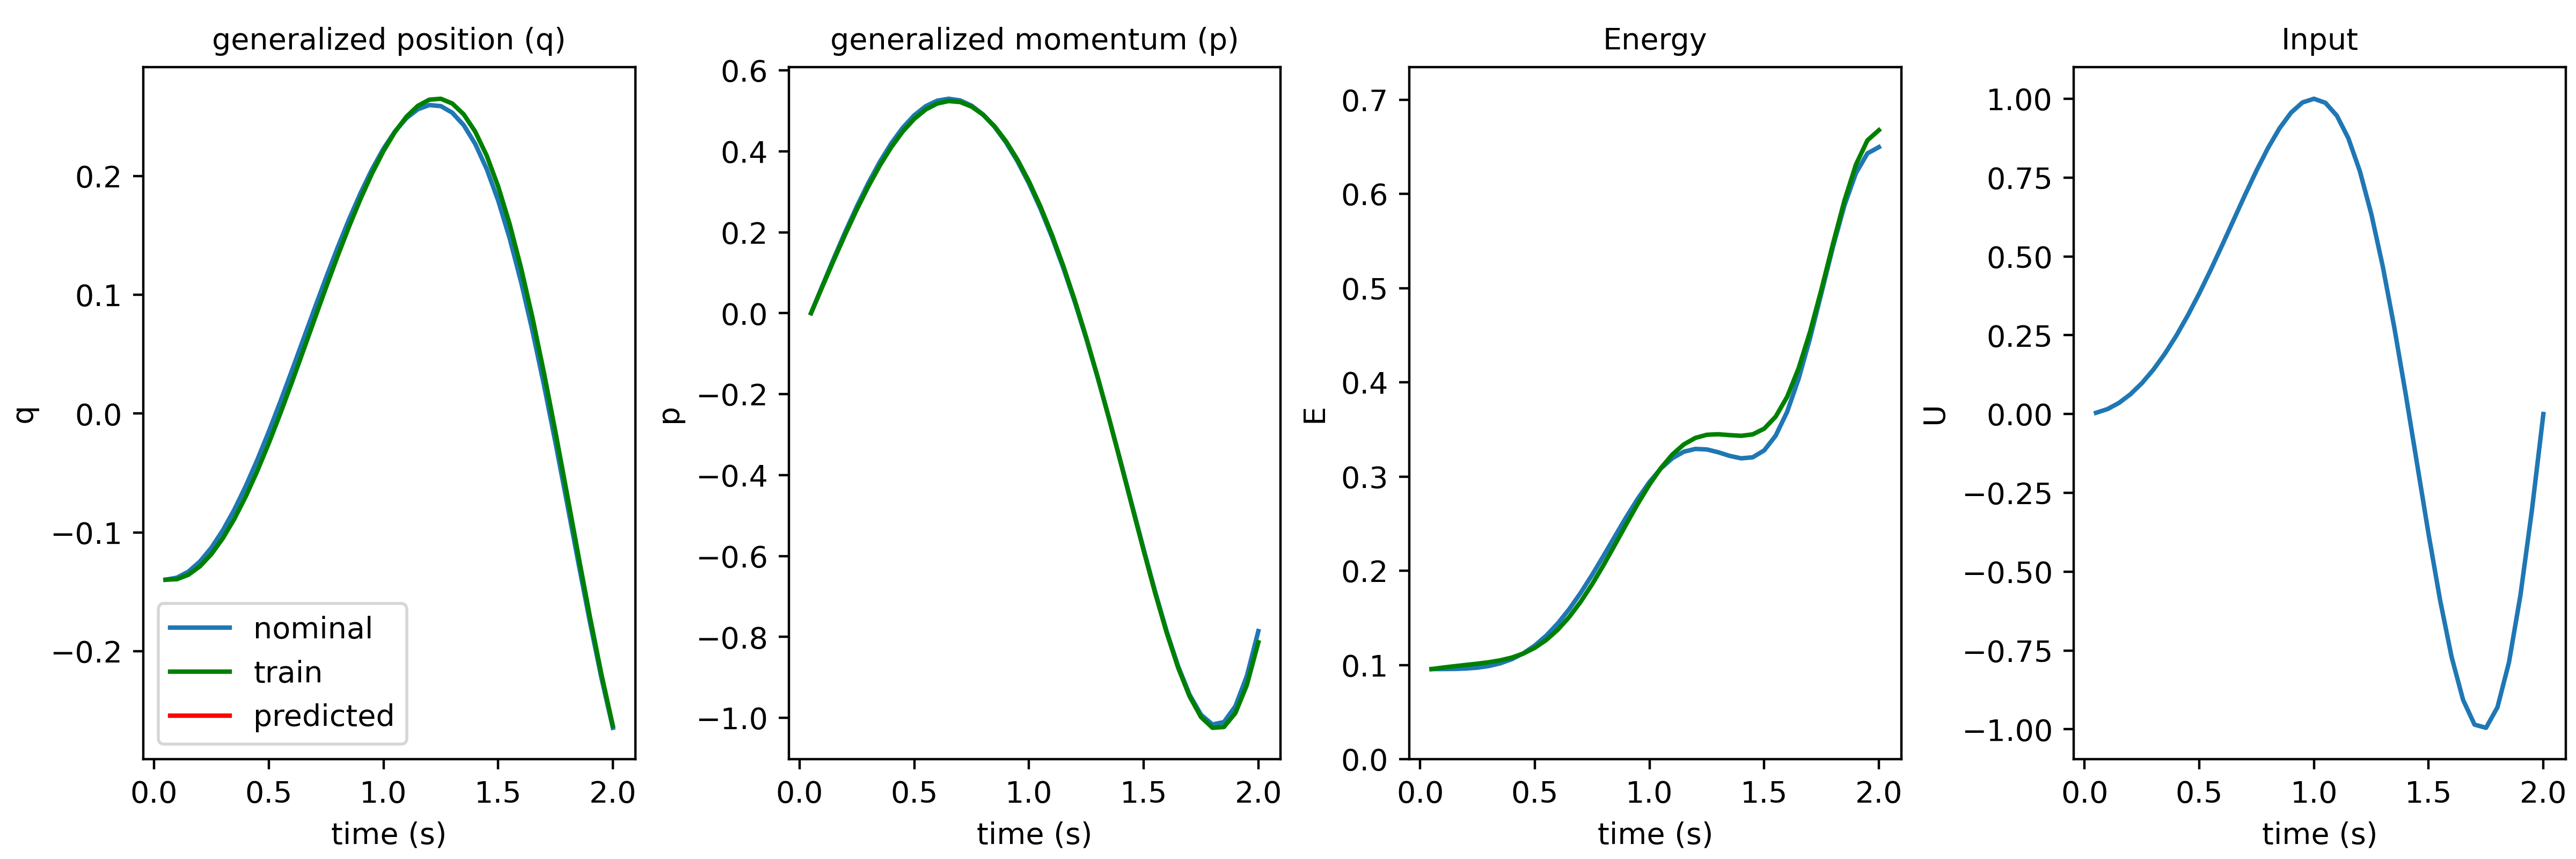 generalized position (q)
q
0.2
0.1
0.0
−0.1
−0.2
nominal
train
predicted
0.0 0.5 1.0 1.5 2.0
time (s)
generalized momentum (p)
p
0.6
0.4
0.2
0.0
−0.2
−0.4
−0.6
−0.8
−1.0
0.0 0.5 1.0 1.5 2.0
time (s)
Energy
E
0.7
0.6
0.5
0.4
0.3
0.2
0.1
0.0
0.0 0.5 1.0 1.5 2.0
time (s)
Input
U
1.00
0.75
0.50
0.25
0.00
−0.25
−0.50
−0.75
−1.00
0.0 0.5 1.0 1.5 2.0
time (s)